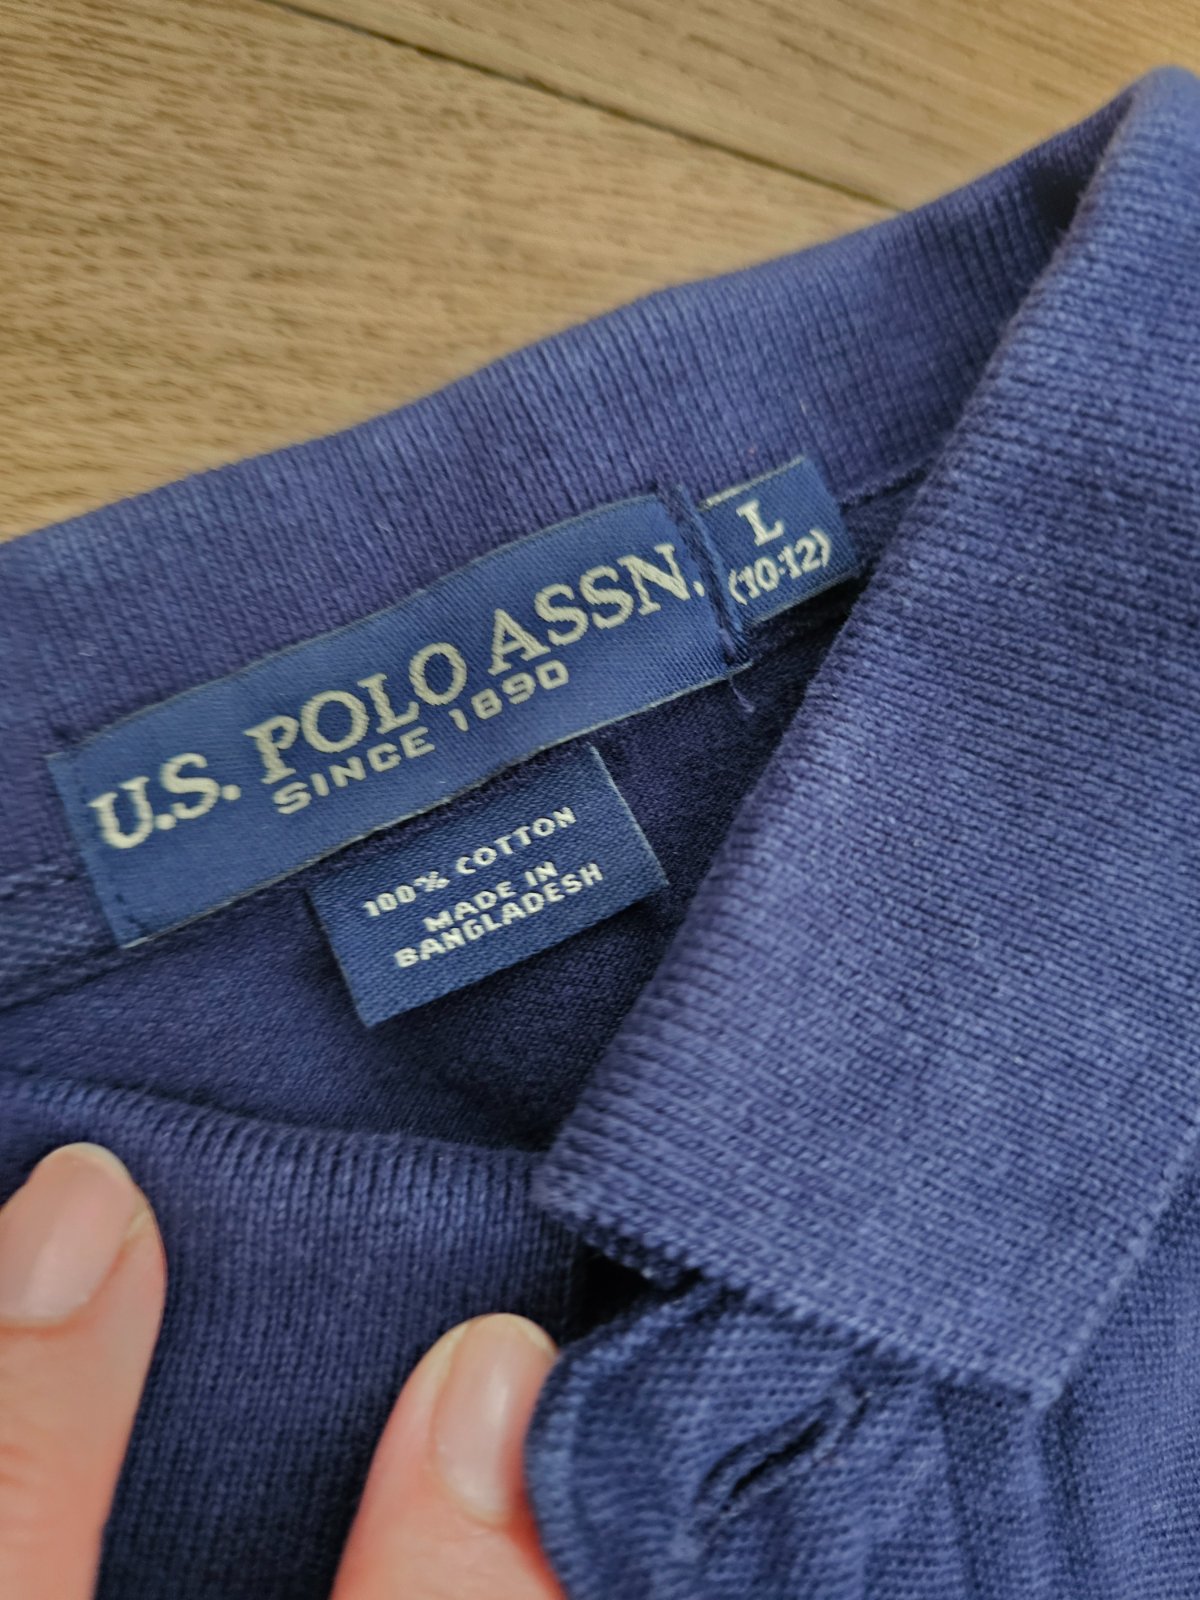 U.S. POLO ASSN.
SINCE 1890
L
(10-12)
100% COTTON
MADE IN
BANGLADESH